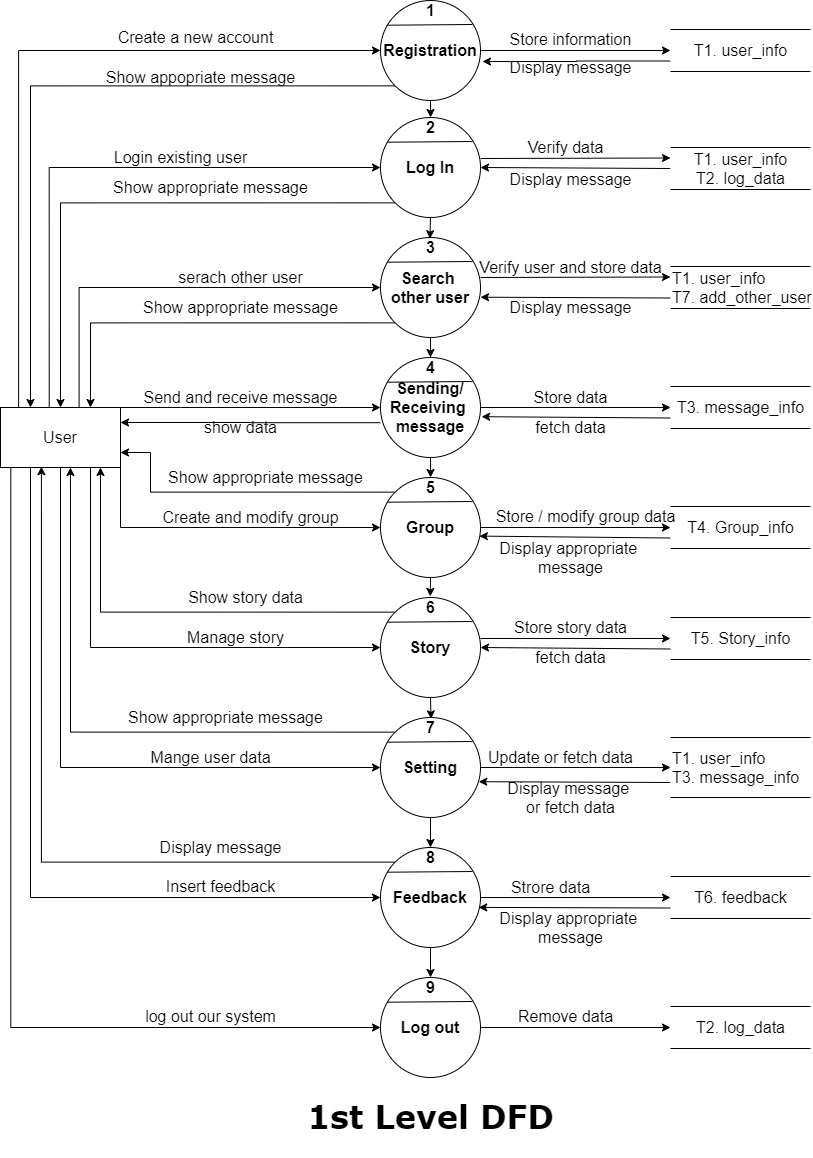 1
Create a new account
Registration
Store information
T1. user_info
Display message
Show appopriate message
2
Login existing user
Log In
Verify data
T1. user_info
T2. log_data
Display message
Show appropriate message
3
serach other user
Search
other user
Verify user and store data
T1. user_info
T7. add_other_user
Display message
Show appropriate message
4
Send and receive message
Sending/
Receiving
message
Store data
T3. message_info
fetch data
show data
User
5
Show appropriate message
Create and modify group
Group
Store / modify group data
T4. Group_info
Display appropriate
message
6
Show story data
Manage story
Story
Store story data
T5. Story_info
fetch data
7
Show appropriate message
Mange user data
Setting
Update or fetch data
T1. user_info
T3. message_info
Display message
or fetch data
8
Display message
Insert feedback
Feedback
Strore data
T6. feedback
Display appropriate
message
9
log out our system
Log out
Remove data
T2. log_data
1st Level DFD